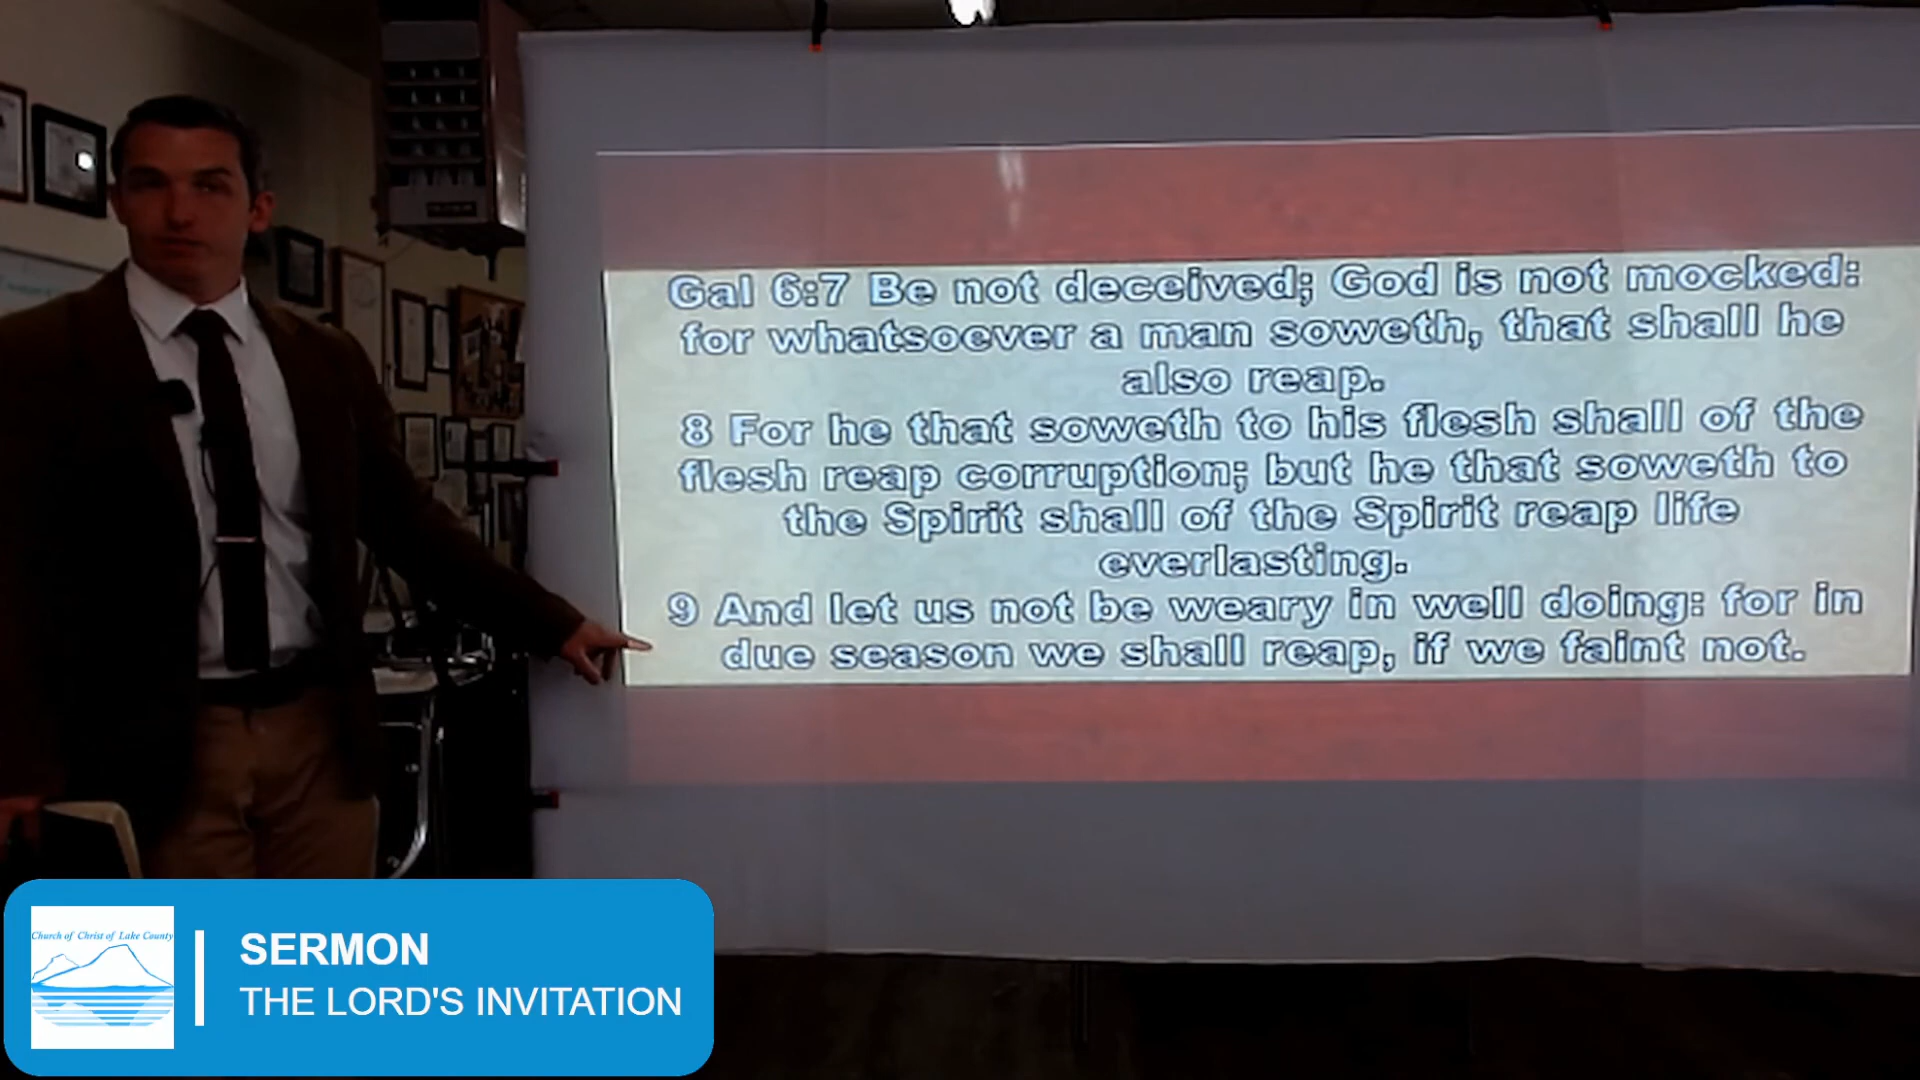 Gal 6:7 Be not deceived; God is not mocked:
for whatsoever a man soweth, that shall he
also reap.
8 For he that soweth to his flesh shall of the
flesh reap corruption; but he that soweth to
the Spirit shall of the Spirit reap life
everlasting.
9 And let us not be weary in well doing: for in
due season we shall reap, if we faint not.
Church of Christ of Lake County
SERMON
THE LORD'S INVITATION